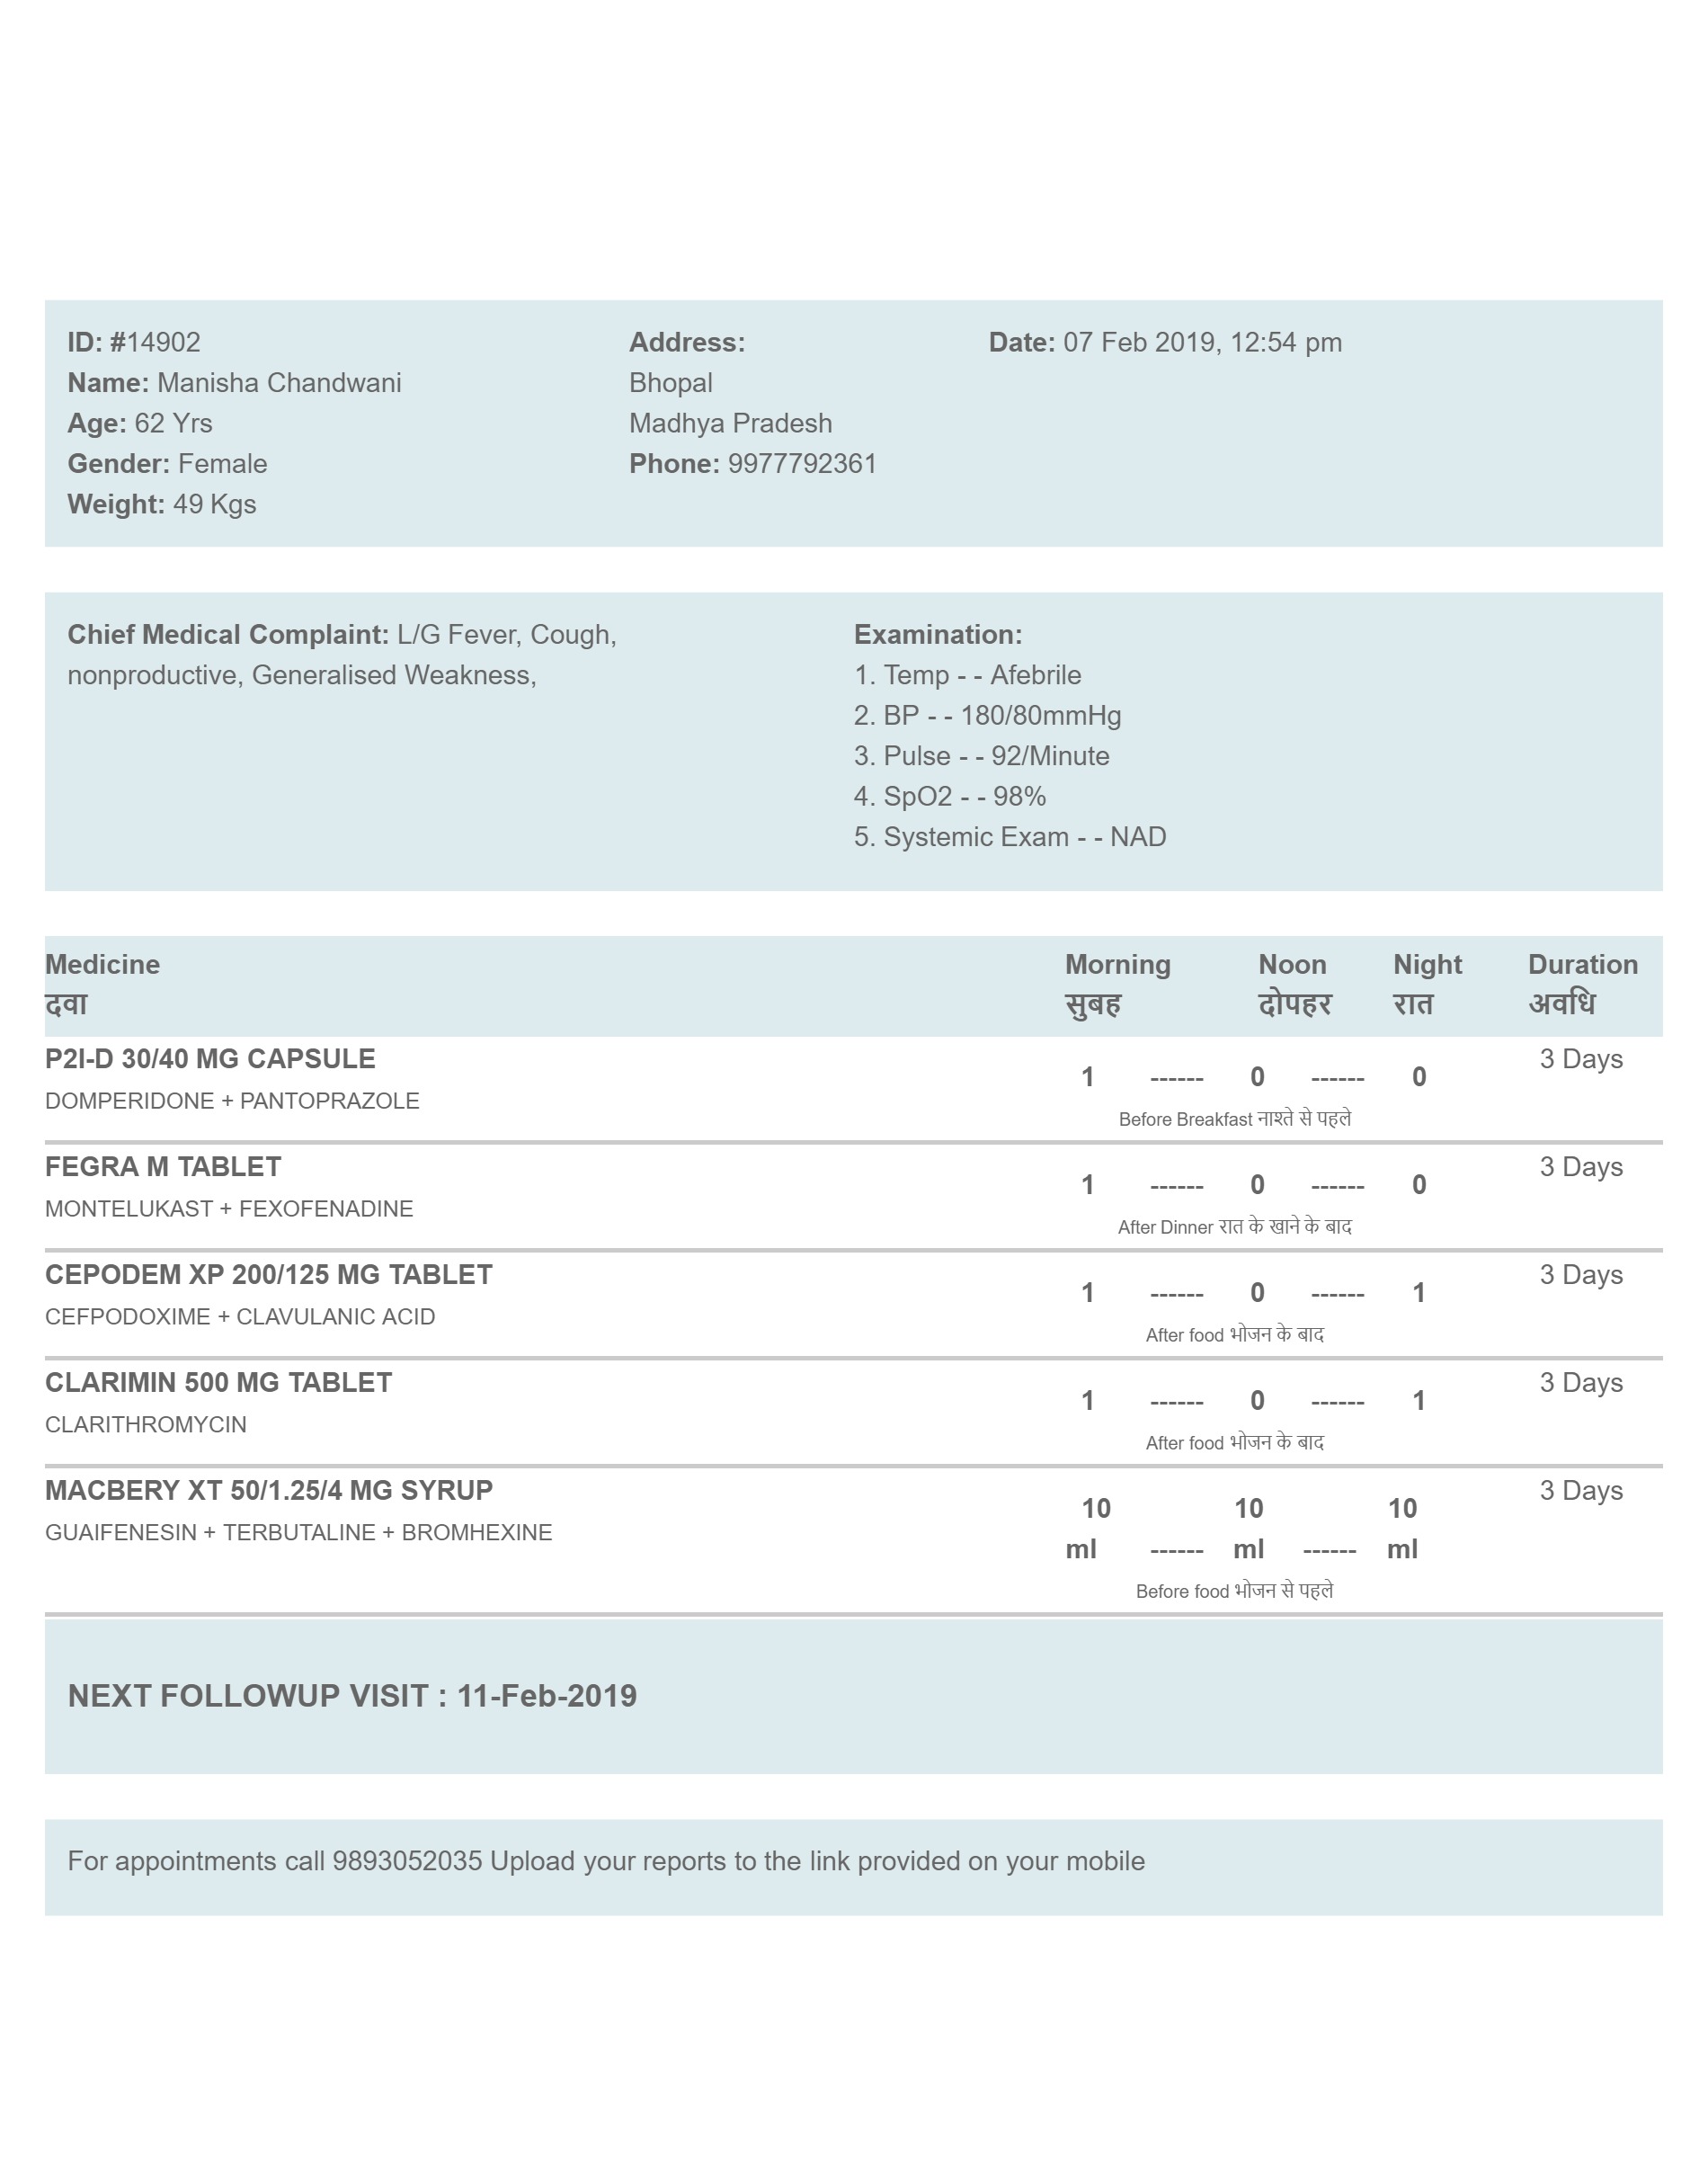 ID: #14902
Name: Manisha Chandwani
Age: 62 Yrs
Gender: Female
Weight: 49 Kgs
Address:
Bhopal
Madhya Pradesh
Phone: 9977792361
Date: 07 Feb 2019, 12:54 pm
Chief Medical Complaint: L/G Fever, Cough,
nonproductive, Generalised Weakness,
Examination:
1. Temp - - Afebrile
2. BP - - 180/80mmHg
3. Pulse - - 92/Minute
4. SpO2 - - 98%
5. Systemic Exam - - NAD
Medicine Morning Noon Night Duration
दवा सुबह दोपहर रात अवधि
P2I-D 30/40 MG CAPSULE 3 Days
1 ------ 0 ------ 0
DOMPERIDONE + PANTOPRAZOLE
Before Breakfast नाश्ते से पहले
FEGRA M TABLET 3 Days
1 ------ 0 ------ 0
MONTELUKAST + FEXOFENADINE
After Dinner रात के खाने के बाद
CEPODEM XP 200/125 MG TABLET 3 Days
1 ------ 0 ------ 1
CEFPODOXIME + CLAVULANIC ACID
After food भोजन के बाद
CLARIMIN 500 MG TABLET 3 Days
1 ------ 0 ------ 1
CLARITHROMYCIN
After food भोजन के बाद
MACBERY XT 50/1.25/4 MG SYRUP 3 Days
10 10 10
GUAIFENESIN + TERBUTALINE + BROMHEXINE
ml ------ ml ------ ml
Before food भोजन से पहले
NEXT FOLLOWUP VISIT : 11-Feb-2019
For appointments call 9893052035 Upload your reports to the link provided on your mobile